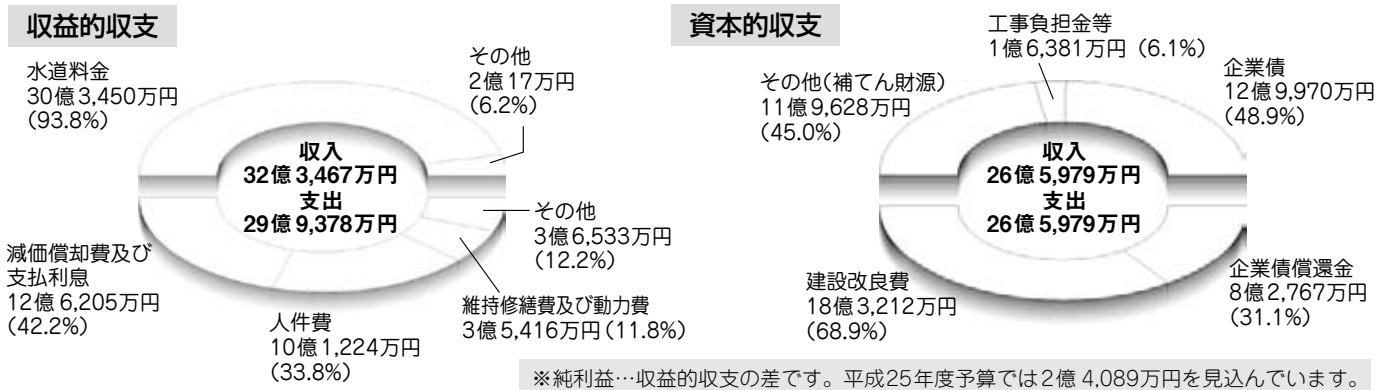 収益的収支
水道料金
30億 3,450万円
(93.8%)
その他
2億 17万円
(6.2%)
収入
32億 3,467万円
支出
29億 9,378万円
その他
3億 6,533万円
(12.2%)
減価償却費及び
支払利息
12億 6,205万円
(42.2%)
人件費
10億 1,224万円
(33.8%)
維持修繕費及び動力費
3億 5,416万円(11.8%)
資本的収支
工事負担金等
1億 6,381万円 (6.1%)
その他(補てん財源)
11億 9,628万円
(45.0%)
企業債
12億 9,970万円
(48.9%)
収入
26億 5,979万円
支出
26億 5,979万円
建設改良費
18億 3,212万円
(68.9%)
企業債償還金
8億 2,767万円
(31.1%)
※純利益…収益的収支の差です。平成25年度予算では2億 4,089万円を見込んでいます。